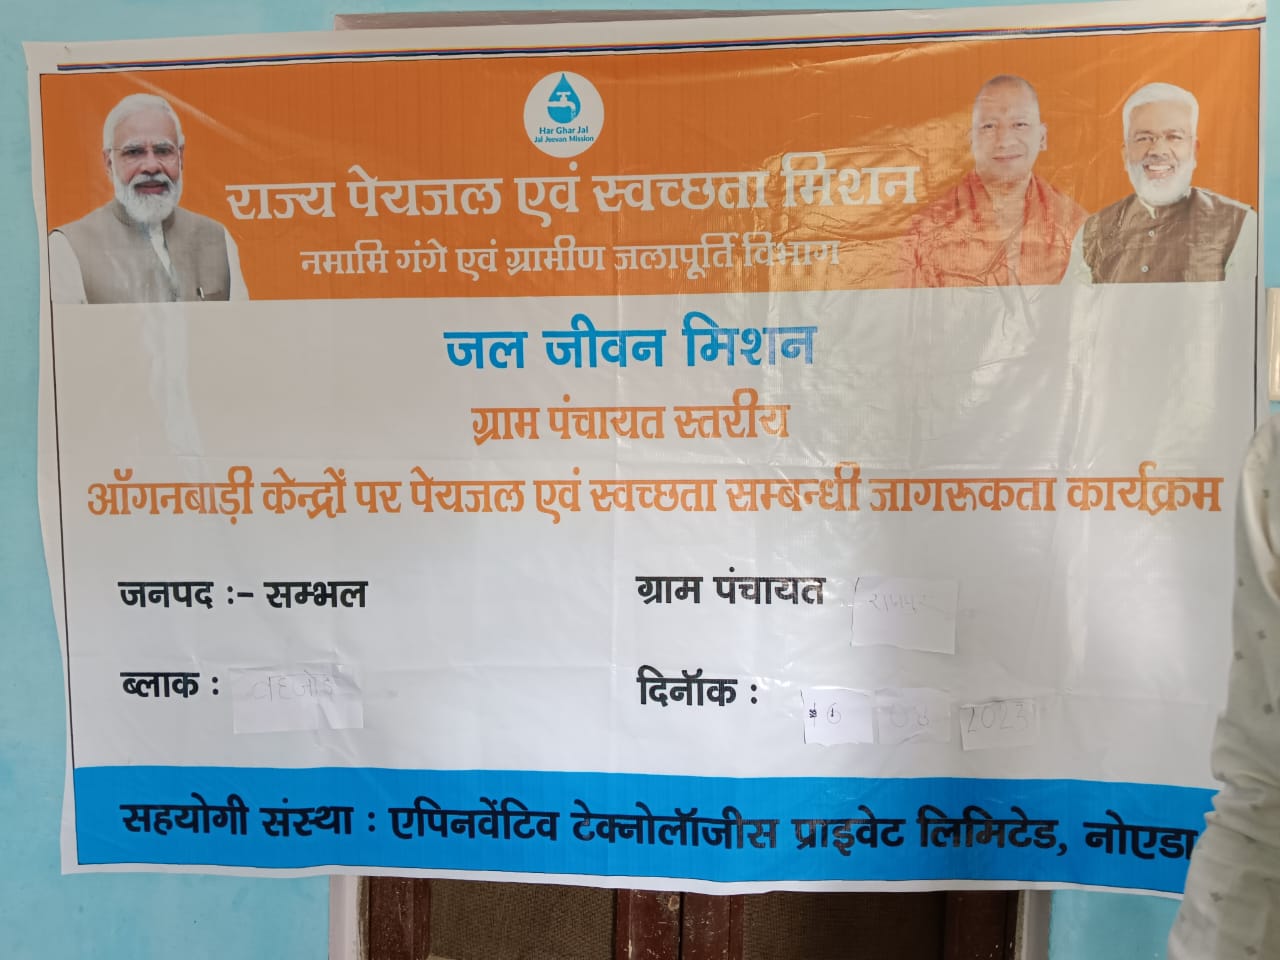 Har Ghar Jal
Jal Jeevan Mission
राज्य पेयजल एवं स्वच्छता मिशन
नमामि गंगे एवं ग्रामीण जलापूर्ति विभाग
जल जीवन मिशन
ग्राम पंचायत स्तरीय
ऑगनबाड़ी केन्द्रों पर पेयजल एवं स्वच्छता सम्बन्धी जागरूकता कार्यक्रम
जनपद :- सम्भल
ग्राम पंचायत
ब्लाक :
दिनॉक : 2023
सहयोगी संस्था : एपिनवेंटिव टेक्नोलॉजीस प्राइवेट लिमिटेड, नोएडा